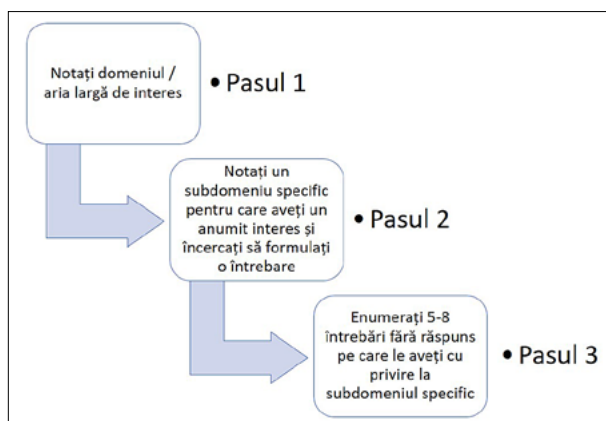 Notați domeniul /
aria largă de interes
• Pasul 1
Notați un
subdomeniu specific
pentru care aveți un
anumit interes și
încercați să formulați
o întrebare
• Pasul 2
Enumerați 5-8
întrebări fără răspuns
pe care le aveți cu
privire la
subdomeniul specific
• Pasul 3